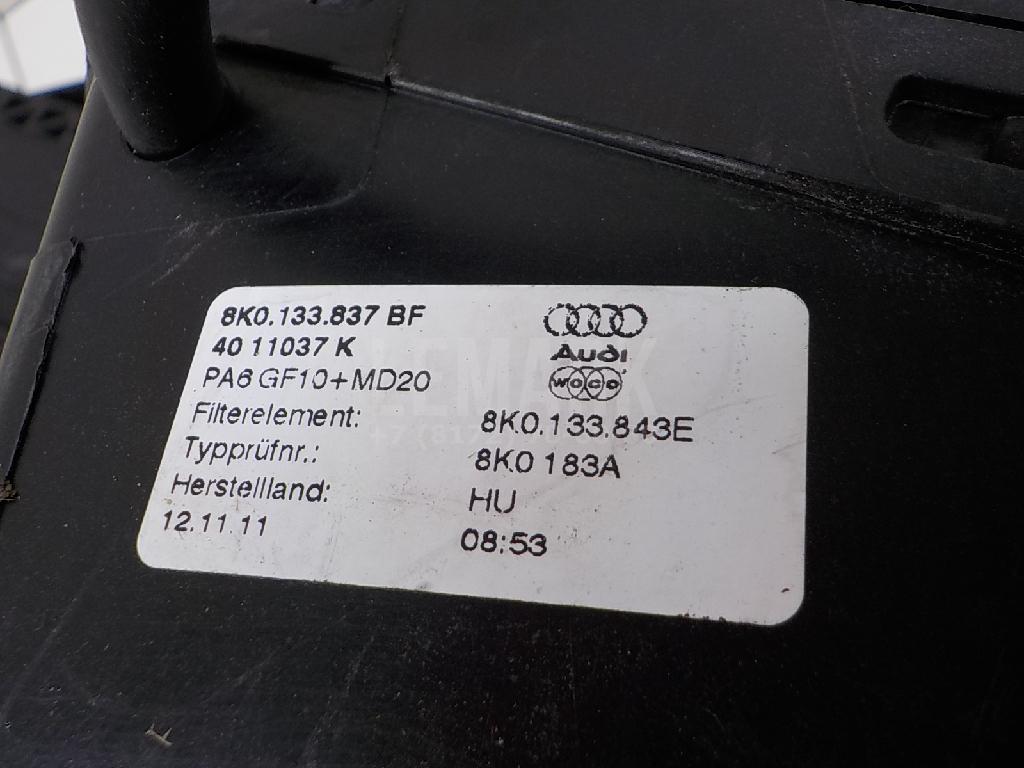 8K0.133.837 BF
40 11037 K
Audi
PA6 GF10+MD20
woco
Filterelement: 8K0.133.843E
Typprüfnr.: 8K0 183A
Herstellland: HU
12.11.11 08:53
LEMARK